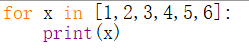 for x in [1,2,3,4,5,6]:
    print(x)